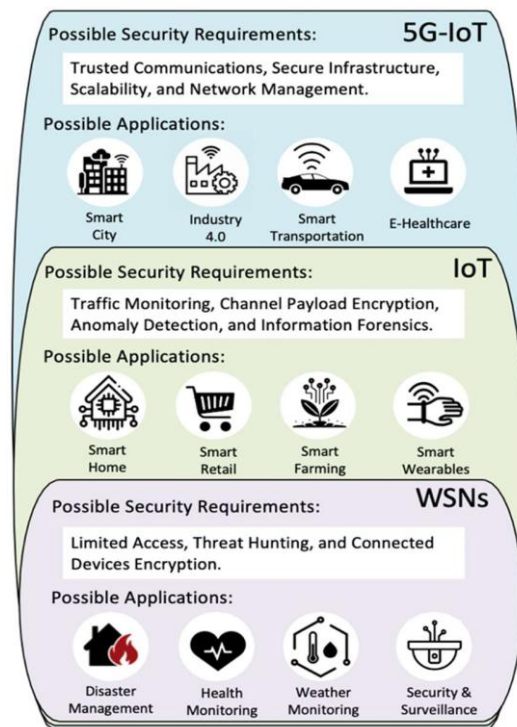 Possible Security Requirements:
5G-IoT
Trusted Communications, Secure Infrastructure,
Scalability, and Network Management.
Possible Applications:
Smart
City
Industry
4.0
Smart
Transportation
E-Healthcare
Possible Security Requirements:
IoT
Traffic Monitoring, Channel Payload Encryption,
Anomaly Detection, and Information Forensics.
Possible Applications:
Smart
Home
Smart
Retail
Smart
Farming
Smart
Wearables
WSNs
Possible Security Requirements:
Limited Access, Threat Hunting, and Connected
Devices Encryption.
Possible Applications:
Disaster
Management
Health
Monitoring
Weather
Monitoring
Security &
Surveillance